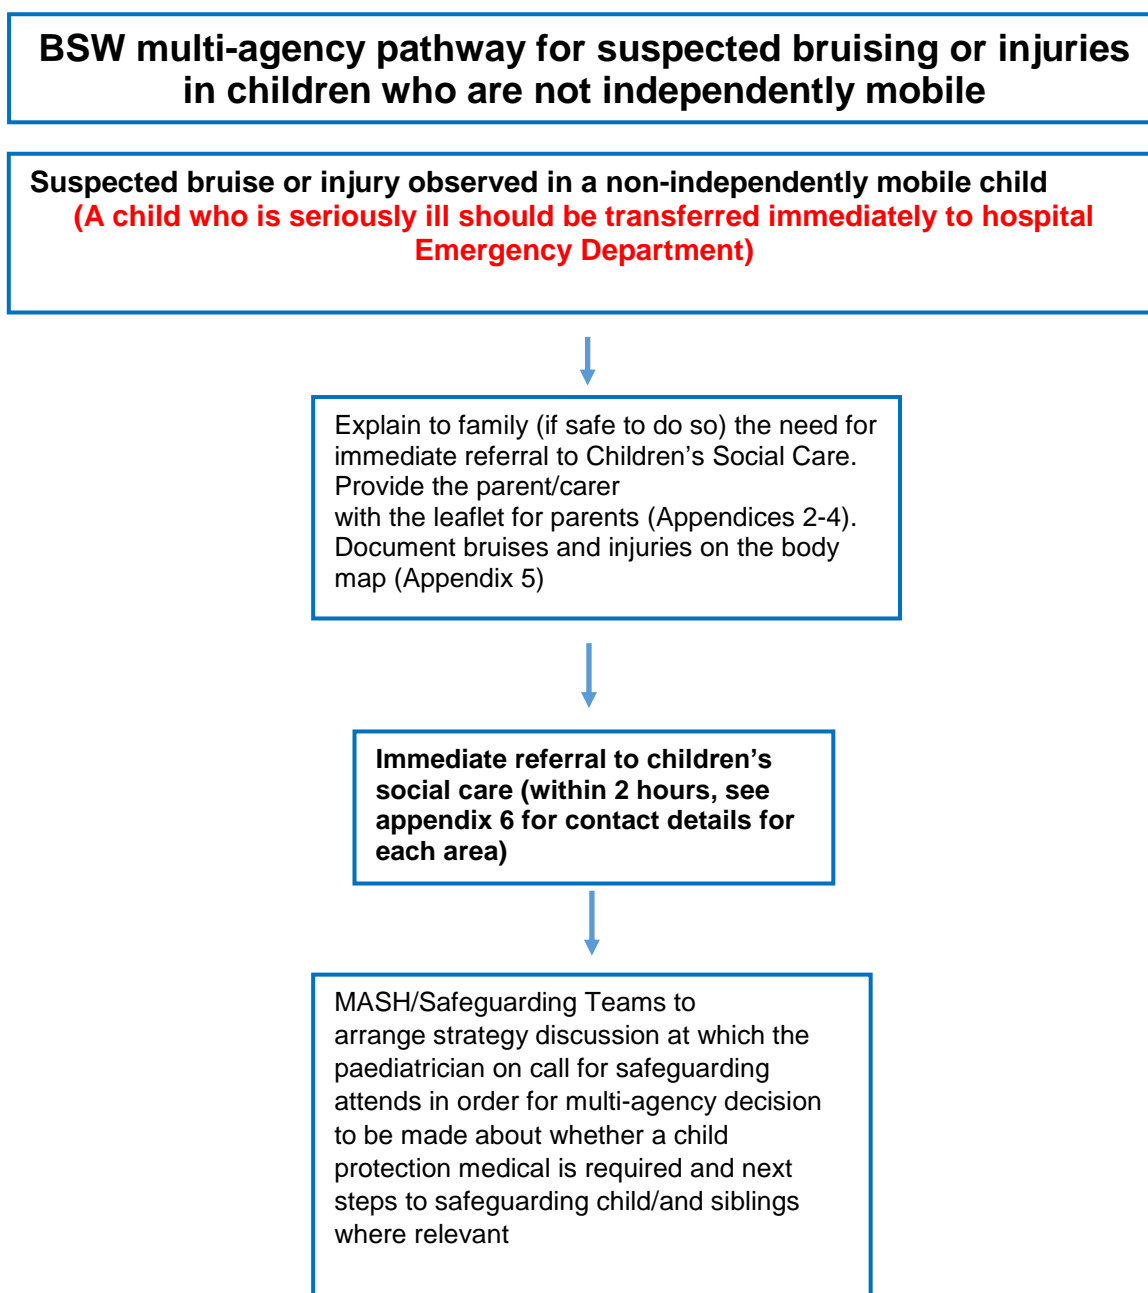 BSW multi-agency pathway for suspected bruising or injuries
in children who are not independently mobile
Suspected bruise or injury observed in a non-independently mobile child
(A child who is seriously ill should be transferred immediately to hospital
Emergency Department)
Explain to family (if safe to do so) the need for
immediate referral to Children’s Social Care.
Provide the parent/carer
with the leaflet for parents (Appendices 2-4).
Document bruises and injuries on the body
map (Appendix 5)
Immediate referral to children’s
social care (within 2 hours, see
appendix 6 for contact details for
each area)
MASH/Safeguarding Teams to
arrange strategy discussion at which the
paediatrician on call for safeguarding
attends in order for multi-agency decision
to be made about whether a child
protection medical is required and next
steps to safeguarding child/and siblings
where relevant